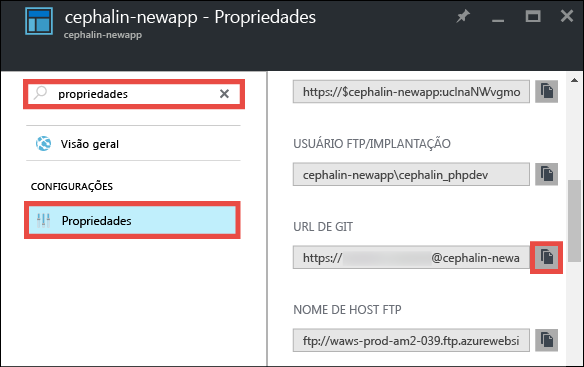 cephalin-newapp - Propriedades
cephalin-newapp
propriedades
Visão geral
CONFIGURAÇÕES
Propriedades
https://$cephalin-newapp:uclnaNWvgmo
USUÁRIO FTP/IMPLANTAÇÃO
cephalin-newapp\cephalin_phpdev
URL DE GIT
https:// @cephalin-newa
NOME DE HOST FTP
ftp://waws-prod-am2-039.ftp.azurewebsi